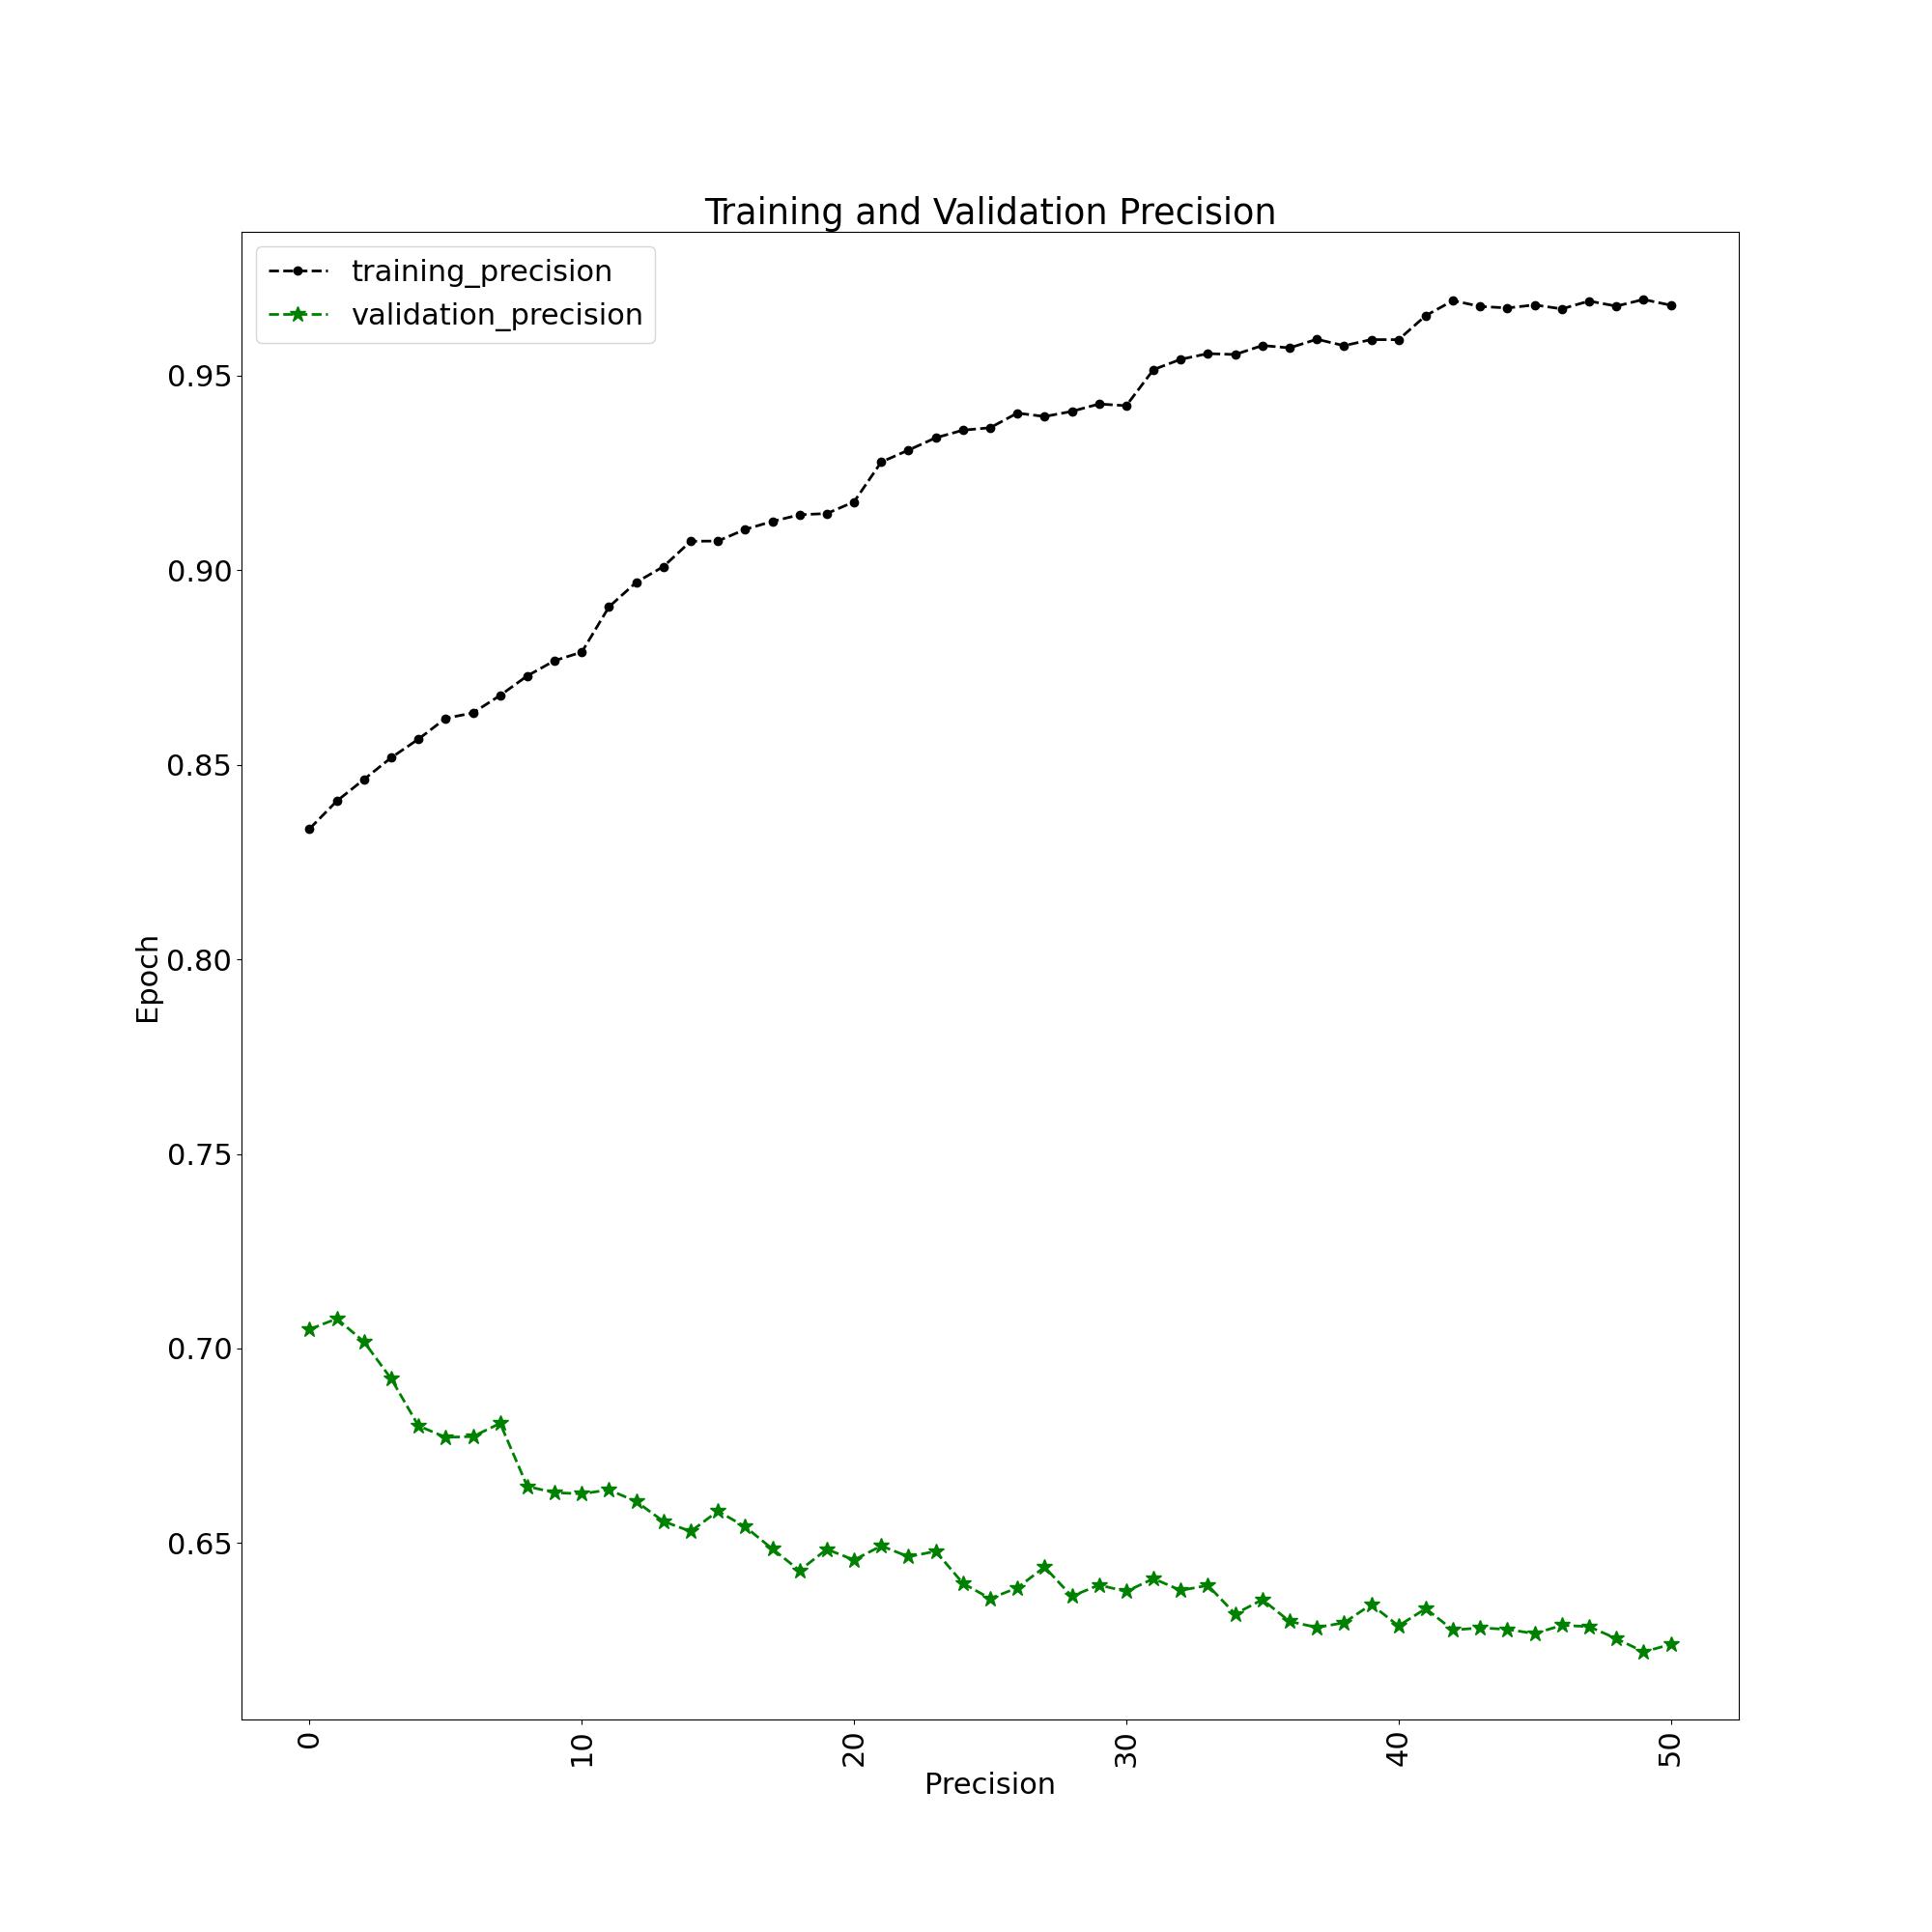 Training and Validation Precision
training_precision
validation_precision
0.95
0.90
0.85
0.80
0.75
0.70
0.65
Epoch
0
10
20
30
40
50
Precision